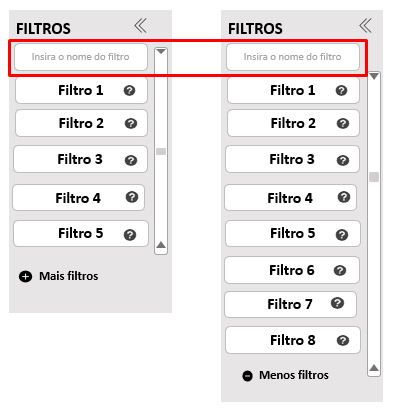 FILTROS
Insira o nome do filtro
Filtro 1
Filtro 2
Filtro 3
Filtro 4
Filtro 5
Mais filtros
FILTROS
Insira o nome do filtro
Filtro 1
Filtro 2
Filtro 3
Filtro 4
Filtro 5
Filtro 6
Filtro 7
Filtro 8
Menos filtros